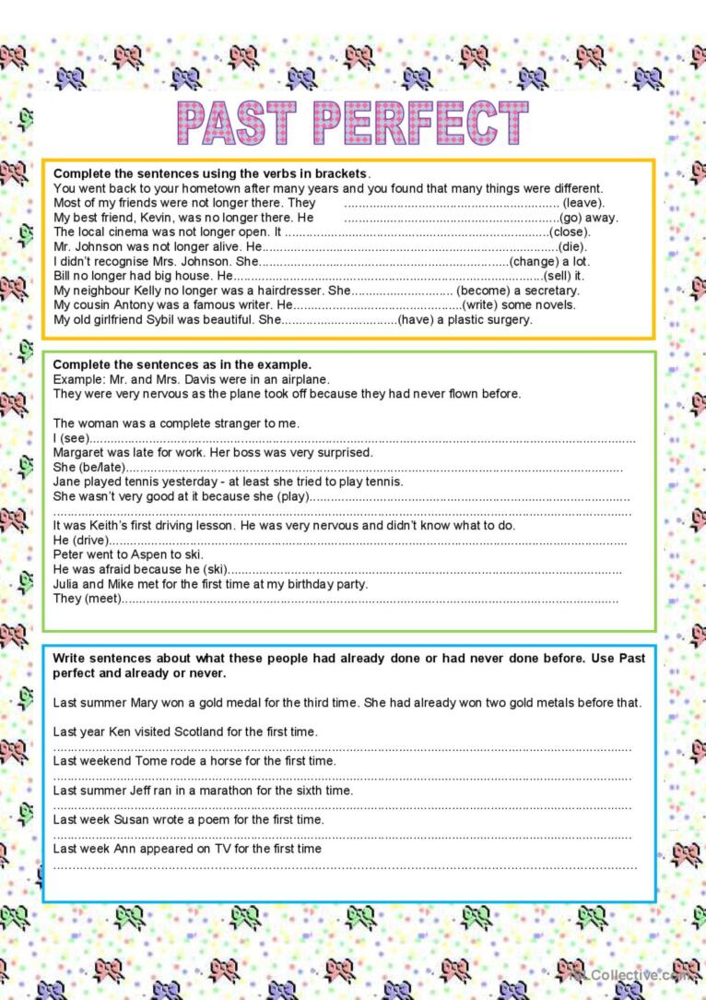 PAST PERFECT
Complete the sentences using the verbs in brackets.
You went back to your hometown after many years and you found that many things were different.
Most of my friends were not longer there. They ........................................................ (leave).
My best friend, Kevin, was no longer there. He ........................................................(go) away.
The local cinema was not longer open. It .....................................................................(close).
Mr. Johnson was not longer alive. He.............................................................................(die).
I didn't recognise Mrs. Johnson. She.................................................................(change) a lot.
Bill no longer had big house. He.................................................................................(sell) it.
My neighbour Kelly no longer was a hairdresser. She........................... (become) a secretary.
My cousin Antony was a famous writer. He............................................(write) some novels.
My old girlfriend Sybil was beautiful. She...............................(have) a plastic surgery.
Complete the sentences as in the example.
Example: Mr. and Mrs. Davis were in an airplane.
They were very nervous as the plane took off because they had never flown before.
The woman was a complete stranger to me.
I (see)..............................................................................................................................................
Margaret was late for work. Her boss was very surprised.
She (be/late).................................................................................................................................
Jane played tennis yesterday - at least she tried to play tennis.
She wasn't very good at it because she (play)...................................................................................
......................................................................................................................................................
It was Keith's first driving lesson. He was very nervous and didn't know what to do.
He (drive).......................................................................................................................................
Peter went to Aspen to ski.
He was afraid because he (ski).......................................................................................................
Julia and Mike met for the first time at my birthday party.
They (meet).................................................................................................................................
Write sentences about what these people had already done or had never done before. Use Past
perfect and already or never.
Last summer Mary won a gold medal for the third time. She had already won two gold metals before that.
Last year Ken visited Scotland for the first time.
......................................................................................................................................................
Last weekend Tome rode a horse for the first time.
......................................................................................................................................................
Last summer Jeff ran in a marathon for the sixth time.
......................................................................................................................................................
Last week Susan wrote a poem for the first time.
......................................................................................................................................................
Last week Ann appeared on TV for the first time
........................................................................................................................................................
iSLCollective.com